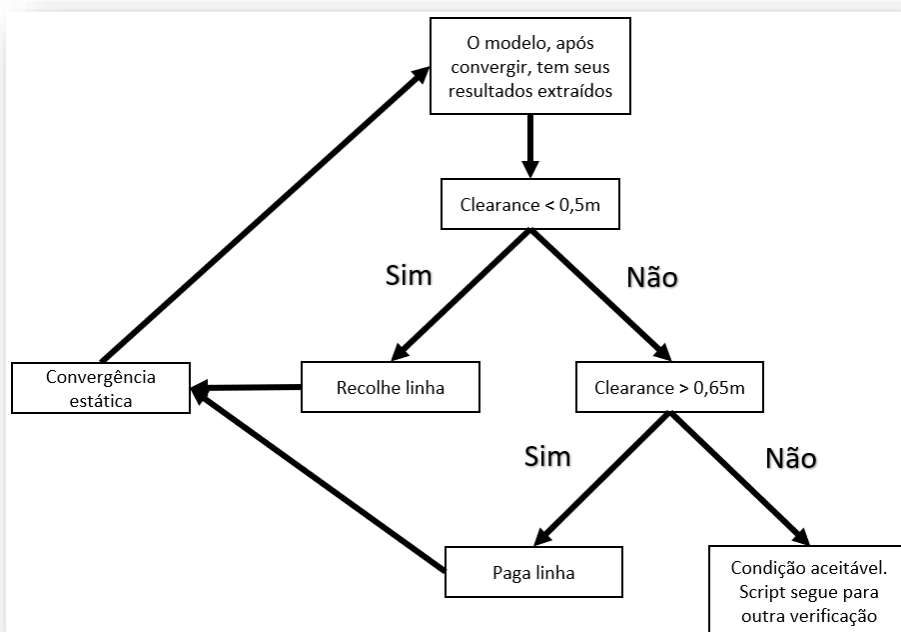 O modelo, após
convergir, tem seus
resultados extraídos
Clearance < 0,5m
Sim
Não
Convergência
estática
Recolhe linha
Clearance > 0,65m
Sim
Não
Paga linha
Condição aceitável.
Script segue para
outra verificação